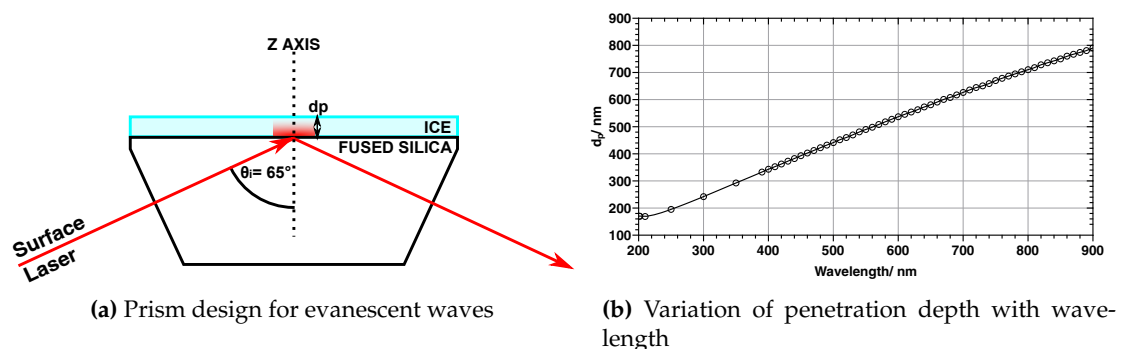 Z AXIS
dp
ICE
FUSED SILICA
θi= 65°
Surface
Laser
(a) Prism design for evanescent waves
900
800
700
600
500
400
300
200
100
dp/ nm
200 300 400 500 600 700 800 900
Wavelength/ nm
(b) Variation of penetration depth with wave-
length